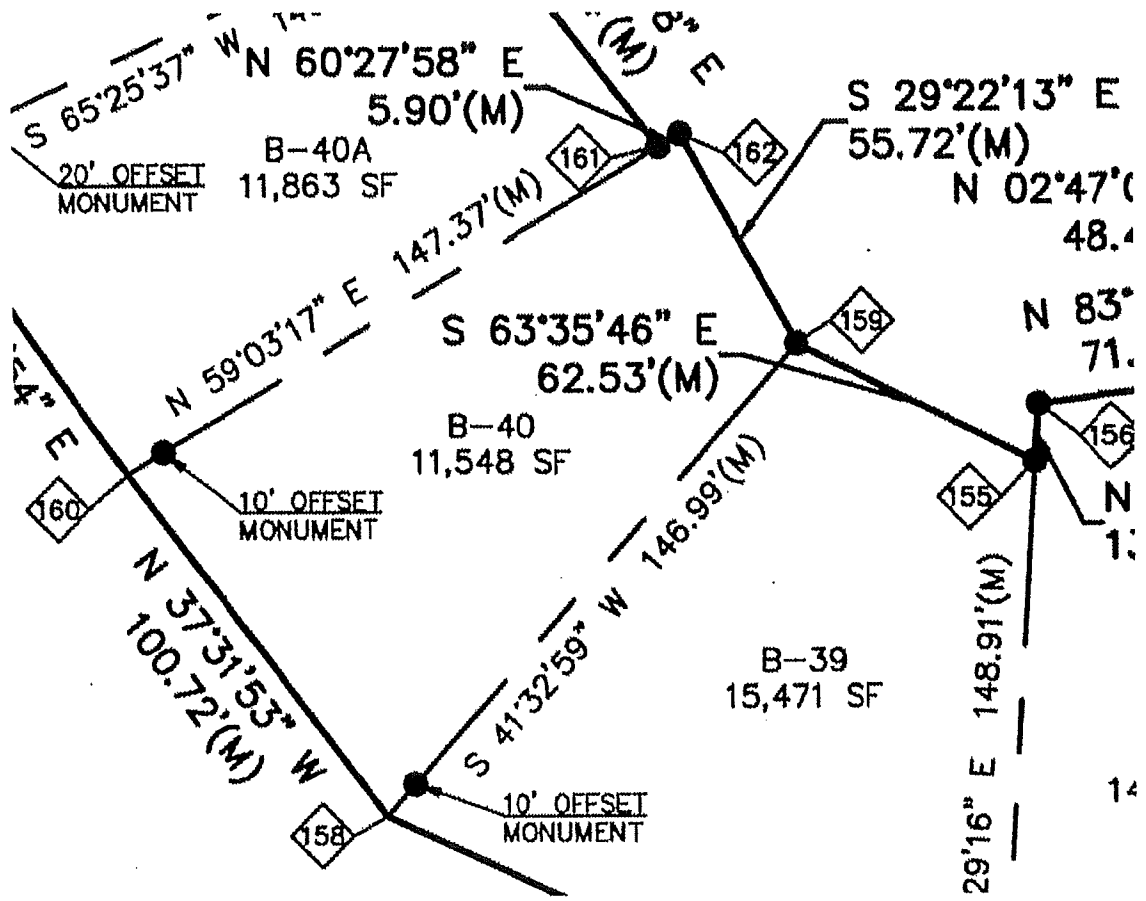 S 65°25'37" W
N 60°27'58" E
5.90'(M)
(M)
" E
S 29°22'13" E
55.72'(M)
N 02°47'
48.
B-40A
11,863 SF
20' OFFSET
MONUMENT
161
162
N 59°03'17" E 147.37'(M)
S 63°35'46" E
62.53'(M)
159
N 83°
71.
4" E
B-40
11,548 SF
156
160
10' OFFSET
MONUMENT
155
N
N 37°31'53" W
100.72'(M)
S 41°32'59" W 146.99'(M)
B-39
15,471 SF
29'16" E 148.91'(M)
14
10' OFFSET
MONUMENT
158